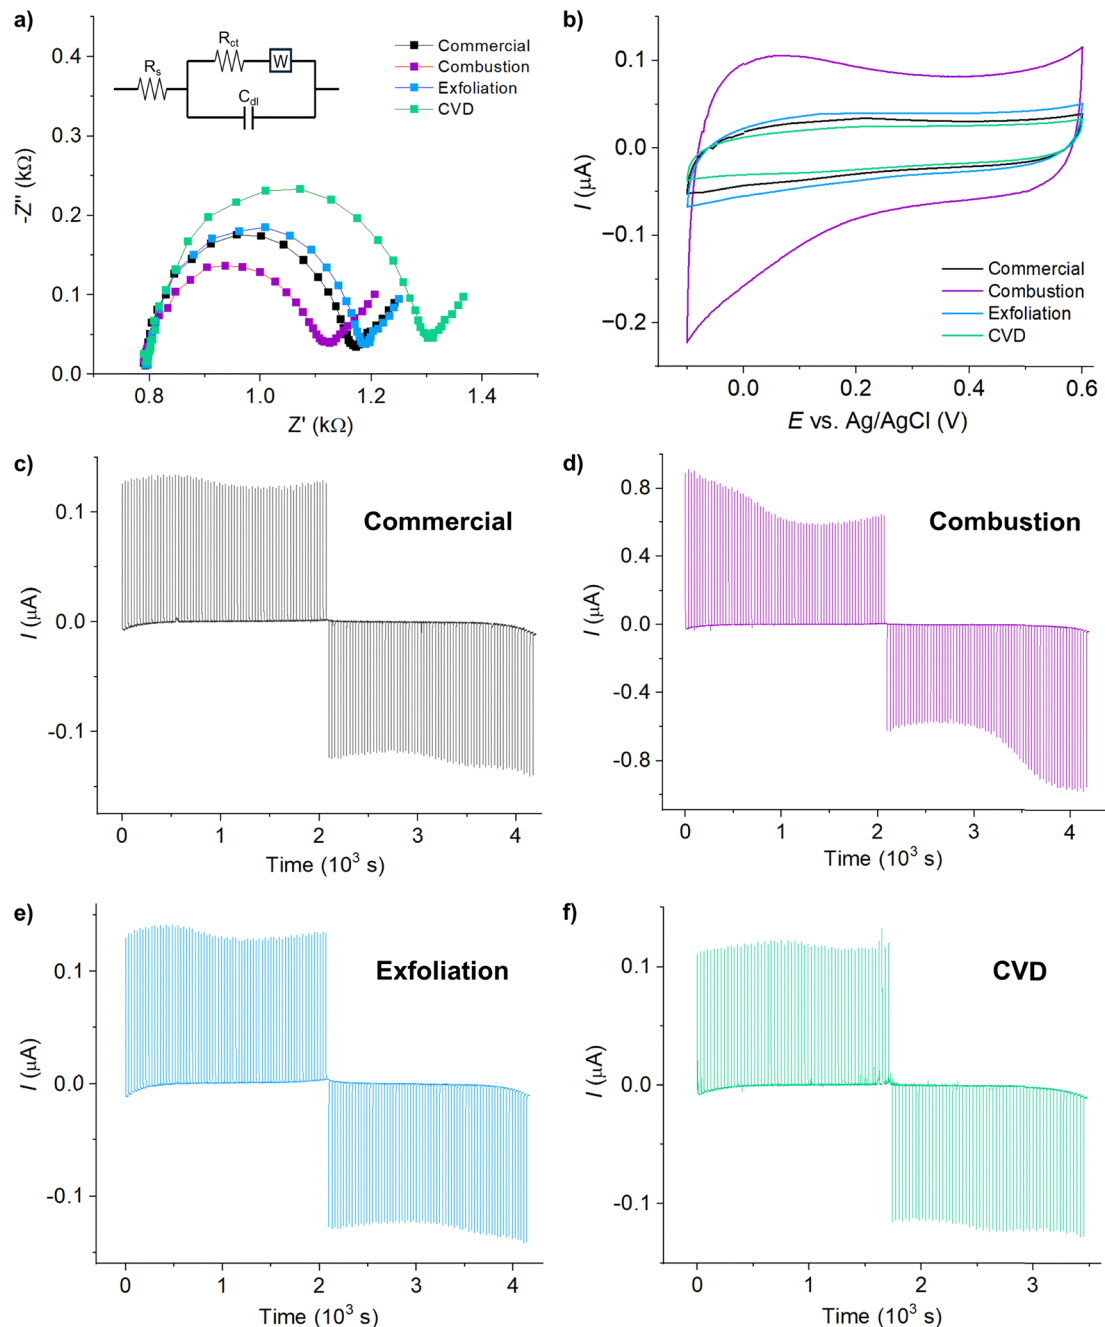 a)
0.4
0.3
0.2
0.1
0.0
-Z" (kΩ)
0.8
1.0
1.2
1.4
Z' (kΩ)
Rs
Rct
W
Cdl
Commercial
Combustion
Exfoliation
CVD
b)
0.1
0.0
−0.1
−0.2
I (μA)
0.0
0.2
0.4
0.6
E vs. Ag/AgCl (V)
Commercial
Combustion
Exfoliation
CVD
c)
Commercial
0.1
0.0
-0.1
I (μA)
0
1
2
3
4
Time (10³ s)
d)
Combustion
0.8
0.4
0.0
-0.4
-0.8
I (μA)
0
1
2
3
4
Time (10³ s)
e)
Exfoliation
0.1
0.0
-0.1
I (μA)
0
1
2
3
4
Time (10³ s)
f)
CVD
0.1
0.0
-0.1
I (μA)
0
1
2
3
Time (10³ s)